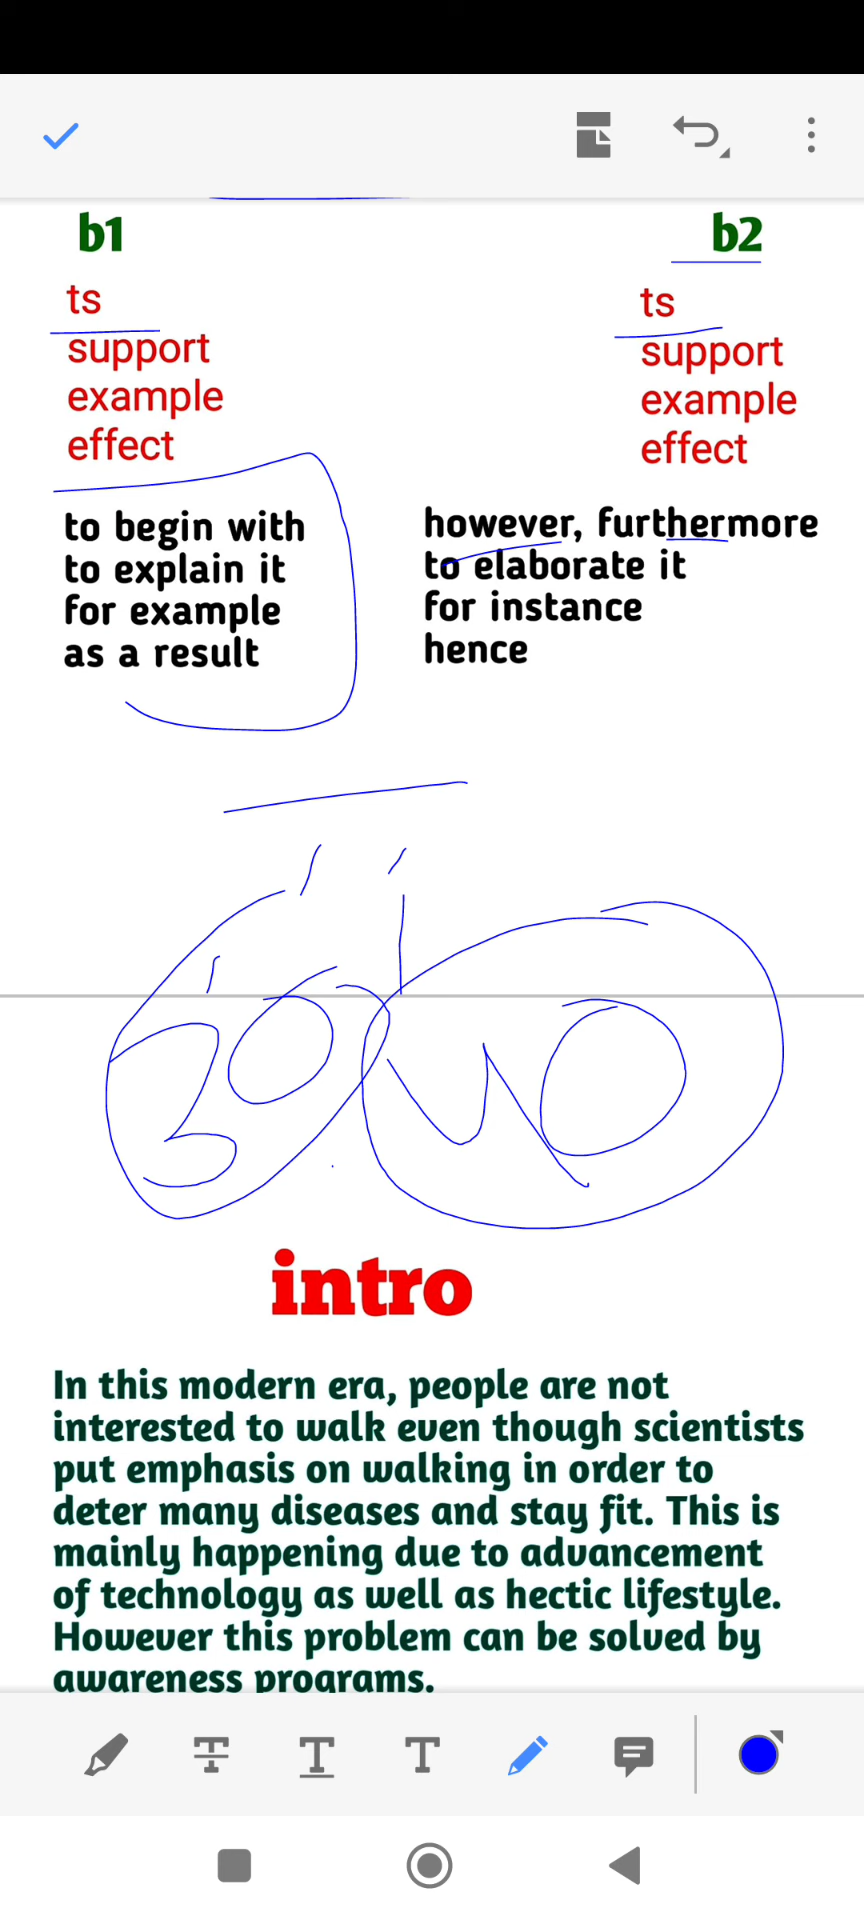 b1
ts
support
example
effect
b2
ts
support
example
effect
to begin with
to explain it
for example
as a result
however, furthermore
to elaborate it
for instance
hence
30
40
intro
In this modern era, people are not
interested to walk even though scientists
put emphasis on walking in order to
deter many diseases and stay fit. This is
mainly happening due to advancement
of technology as well as hectic lifestyle.
However this problem can be solved by
awareness programs.